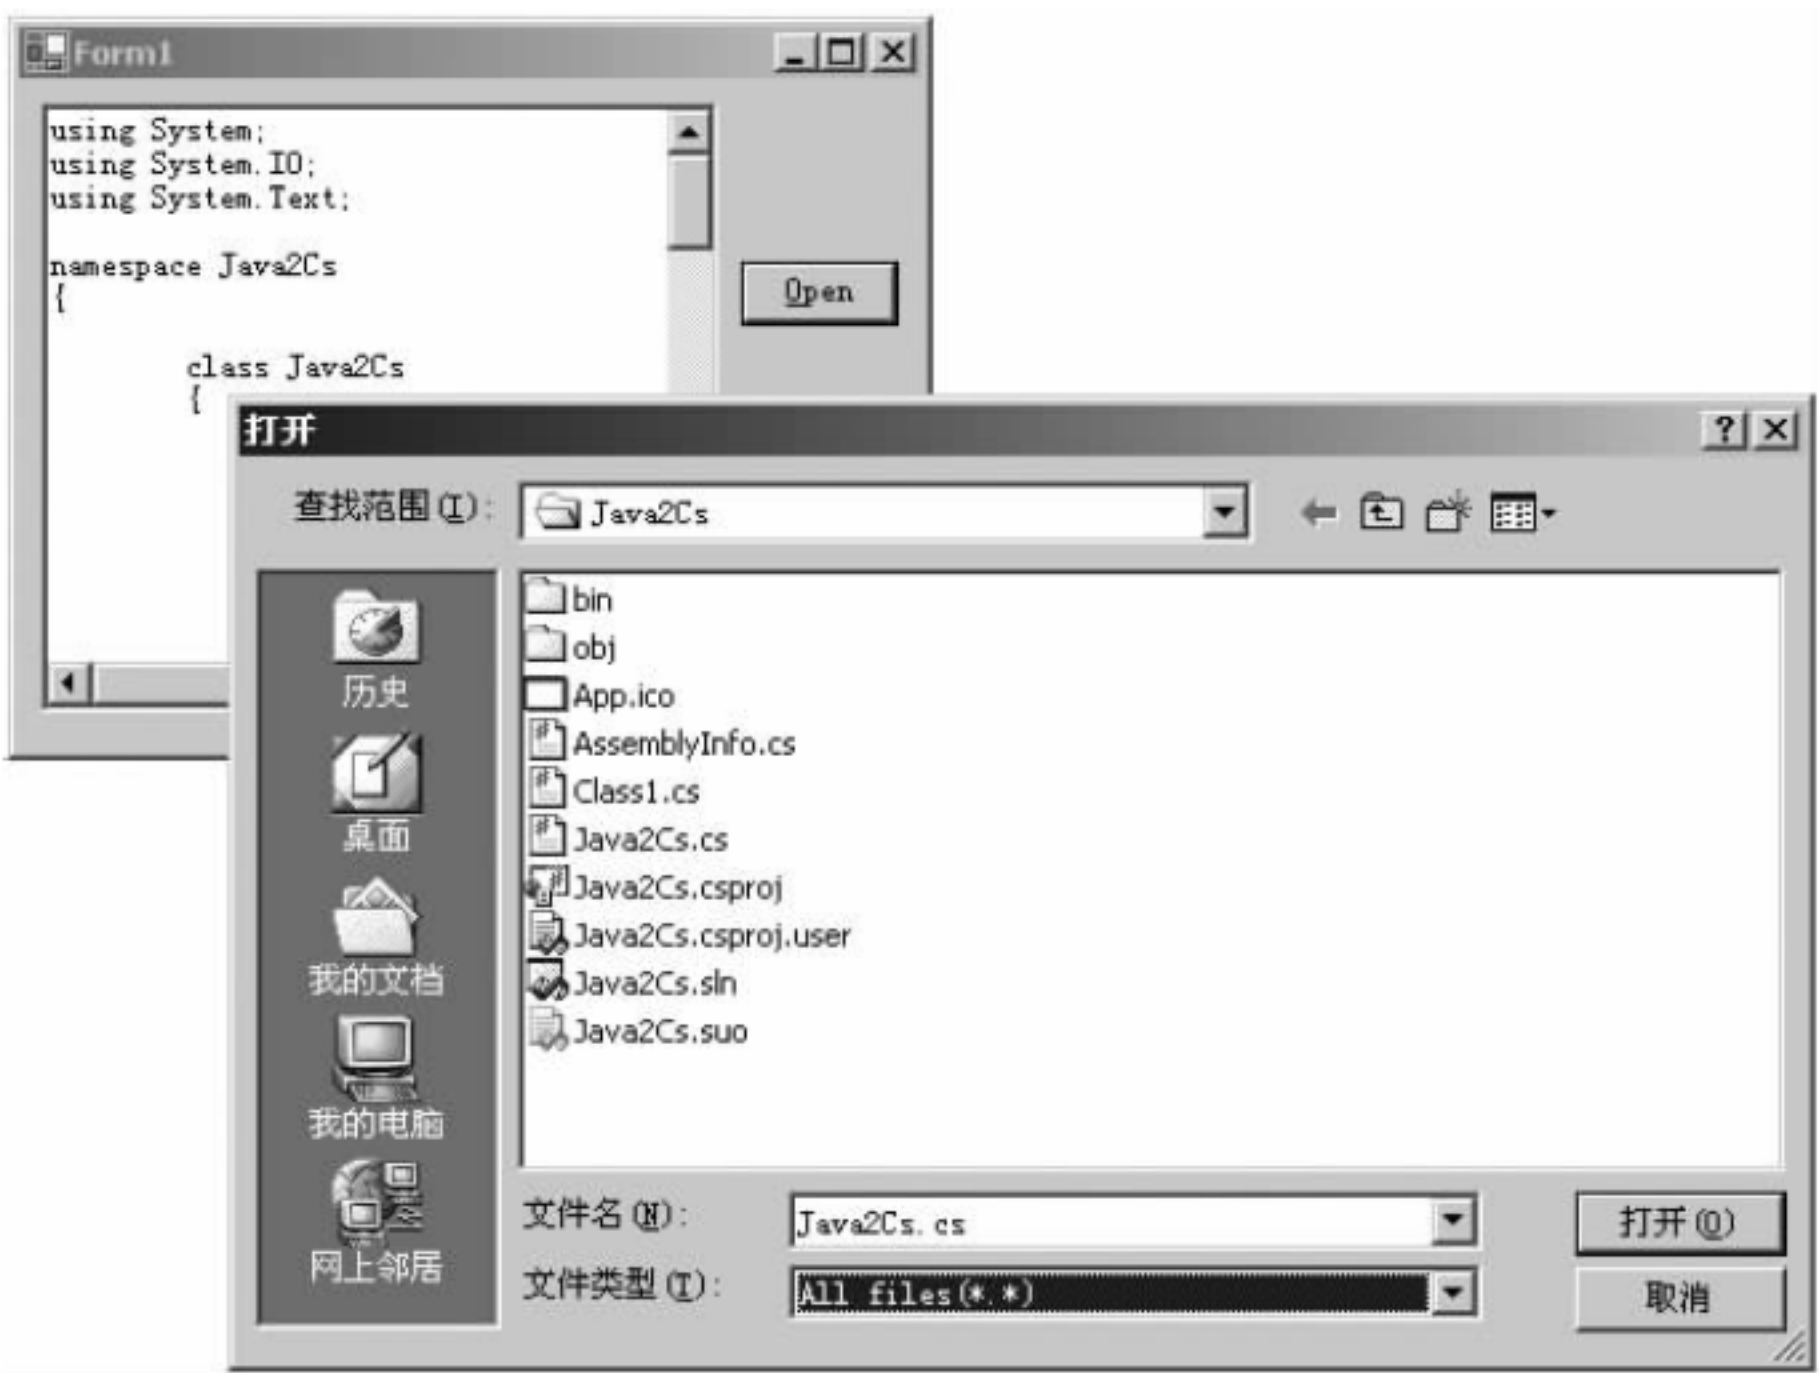 Form1
using System;
using System.IO;
using System.Text;
namespace Java2Cs
{
class Java2Cs
{
Open
打开
查找范围(I):
Java2Cs
历史
桌面
我的文档
我的电脑
网上邻居
bin
obj
App.ico
AssemblyInfo.cs
Class1.cs
Java2Cs.cs
Java2Cs.csproj
Java2Cs.csproj.user
Java2Cs.sln
Java2Cs.suo
文件名(N):
Java2Cs.cs
打开(O)
文件类型(T):
All files(*.*)
取消